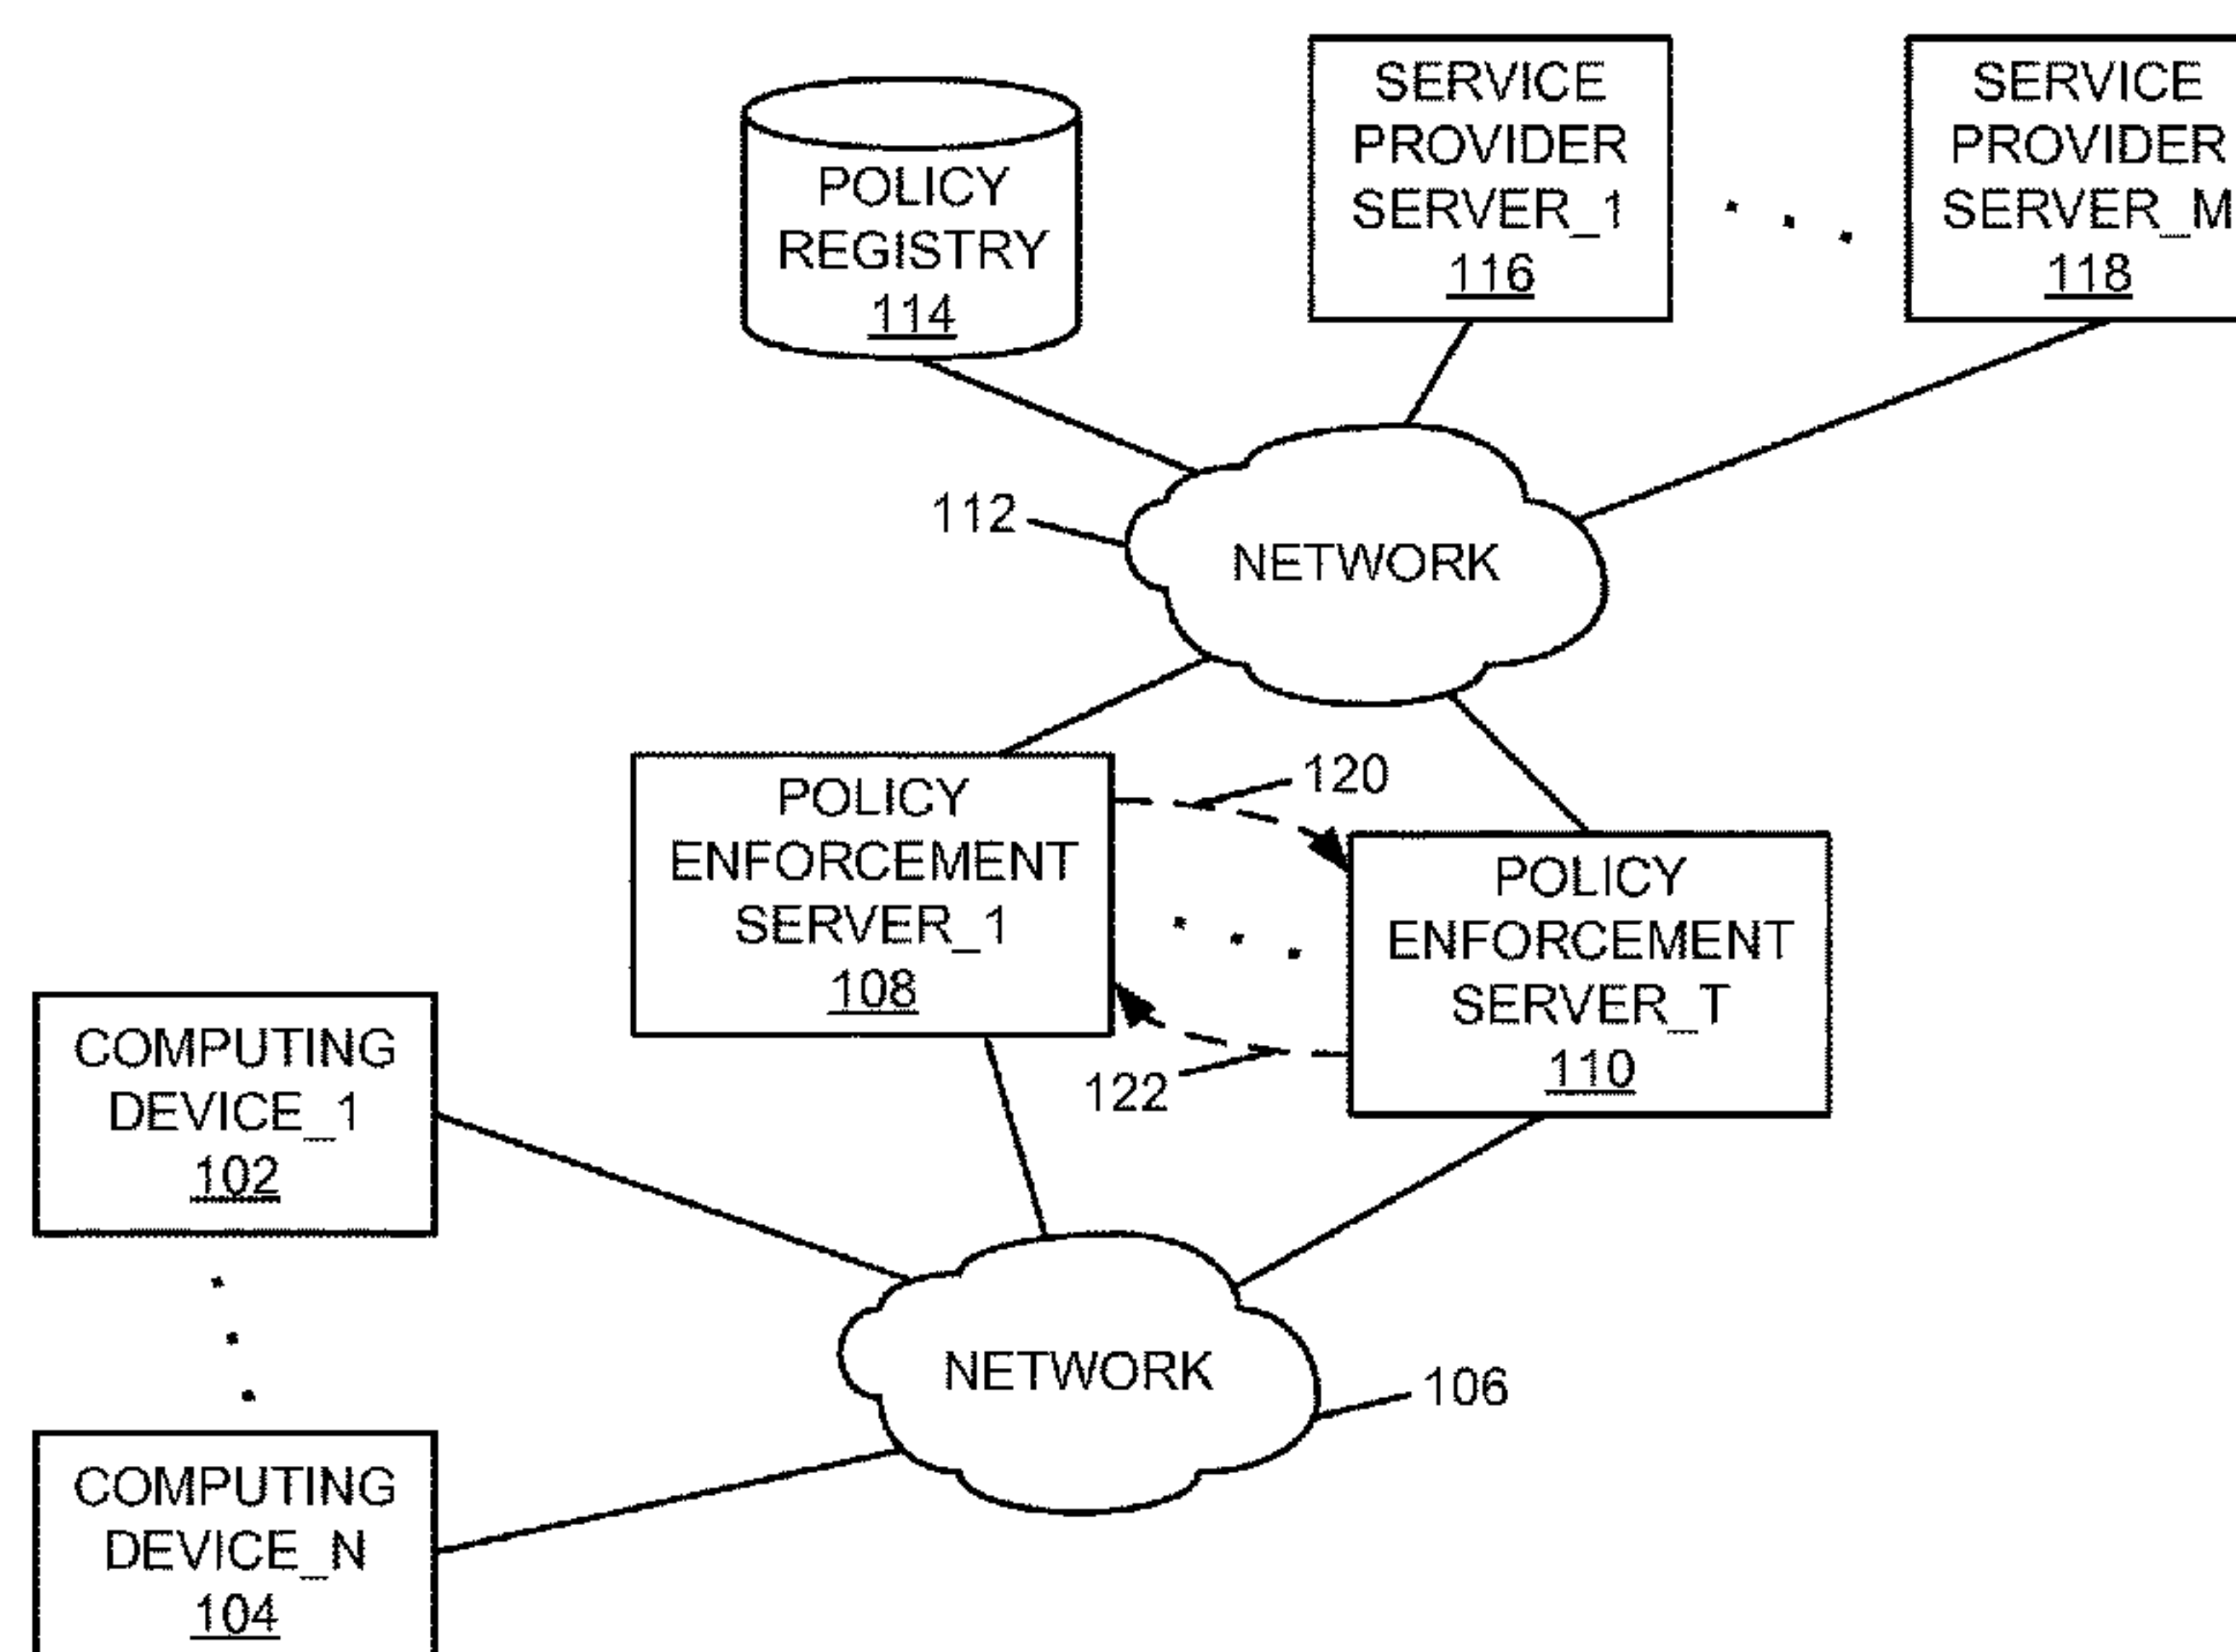 POLICY
REGISTRY
114
SERVICE
PROVIDER
SERVER_1
116
SERVICE
PROVIDER
SERVER_M
118
112
NETWORK
POLICY
ENFORCEMENT
SERVER_1
108
120
POLICY
ENFORCEMENT
SERVER_T
110
122
COMPUTING
DEVICE_1
102
NETWORK
106
COMPUTING
DEVICE_N
104